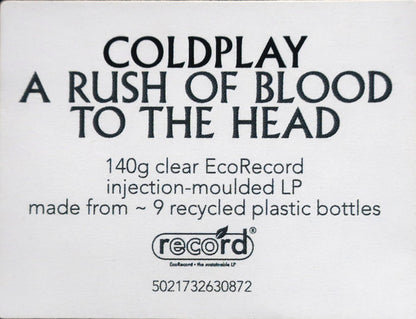 COLDPLAY
A RUSH OF BLOOD
TO THE HEAD
140g clear EcoRecord
injection-moulded LP
made from ~ 9 recycled plastic bottles
record®
EcoRecord • the sustainable LP
5021732630872